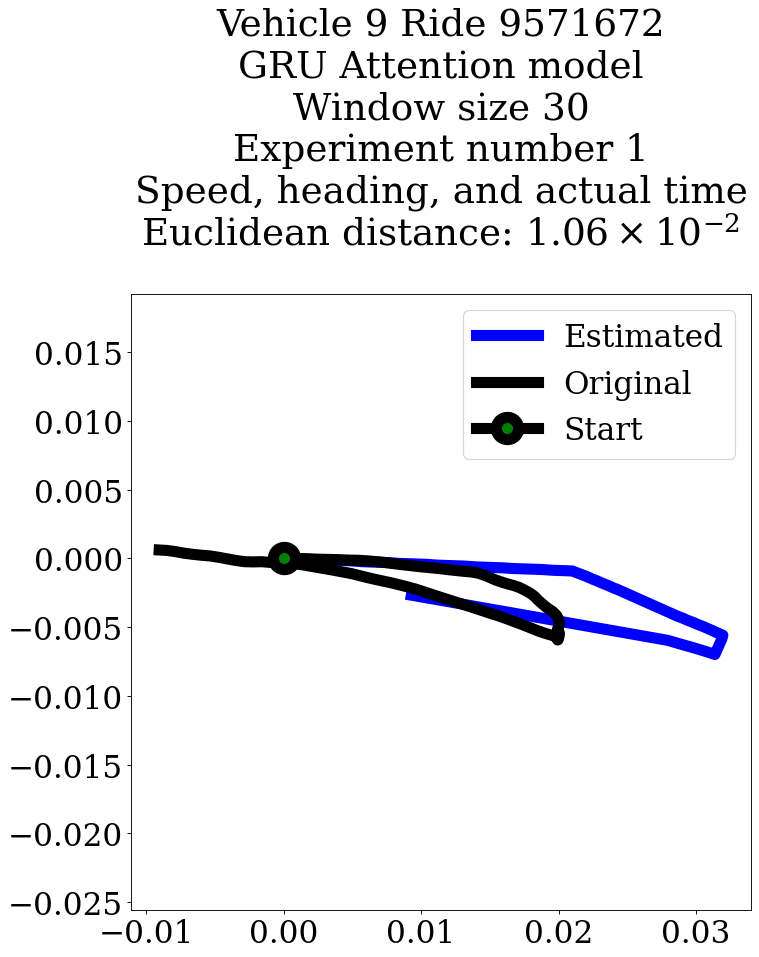 Vehicle 9 Ride 9571672
GRU Attention model
Window size 30
Experiment number 1
Speed, heading, and actual time
Euclidean distance: 1.06 × 10⁻²
Estimated
Original
Start
0.015
0.010
0.005
0.000
−0.005
−0.010
−0.015
−0.020
−0.025
−0.01 0.00 0.01 0.02 0.03